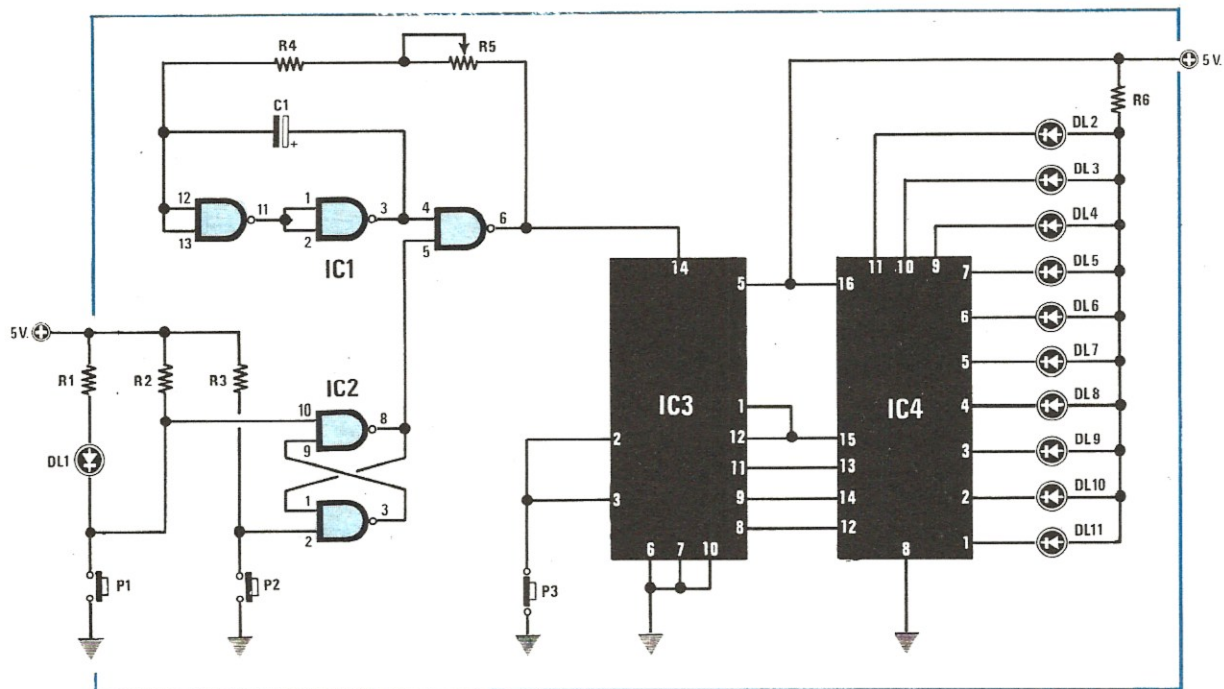 R4 R5
5 V.
R6
C1
DL2
12 11 1 3 4 6
DL3
13 2 5
DL4
IC1
14
11 10 9
5 16 7
DL5
6
DL6
5 V.
R1 R2 R3
IC2
5
DL7
IC3
1
IC4
4
DL8
10 8
9
2
12 15
3
DL9
DL1
11 13
1 3
3
9 14
2
DL10
2
8 12
6 7 10
8
1
DL11
P1 P2 P3